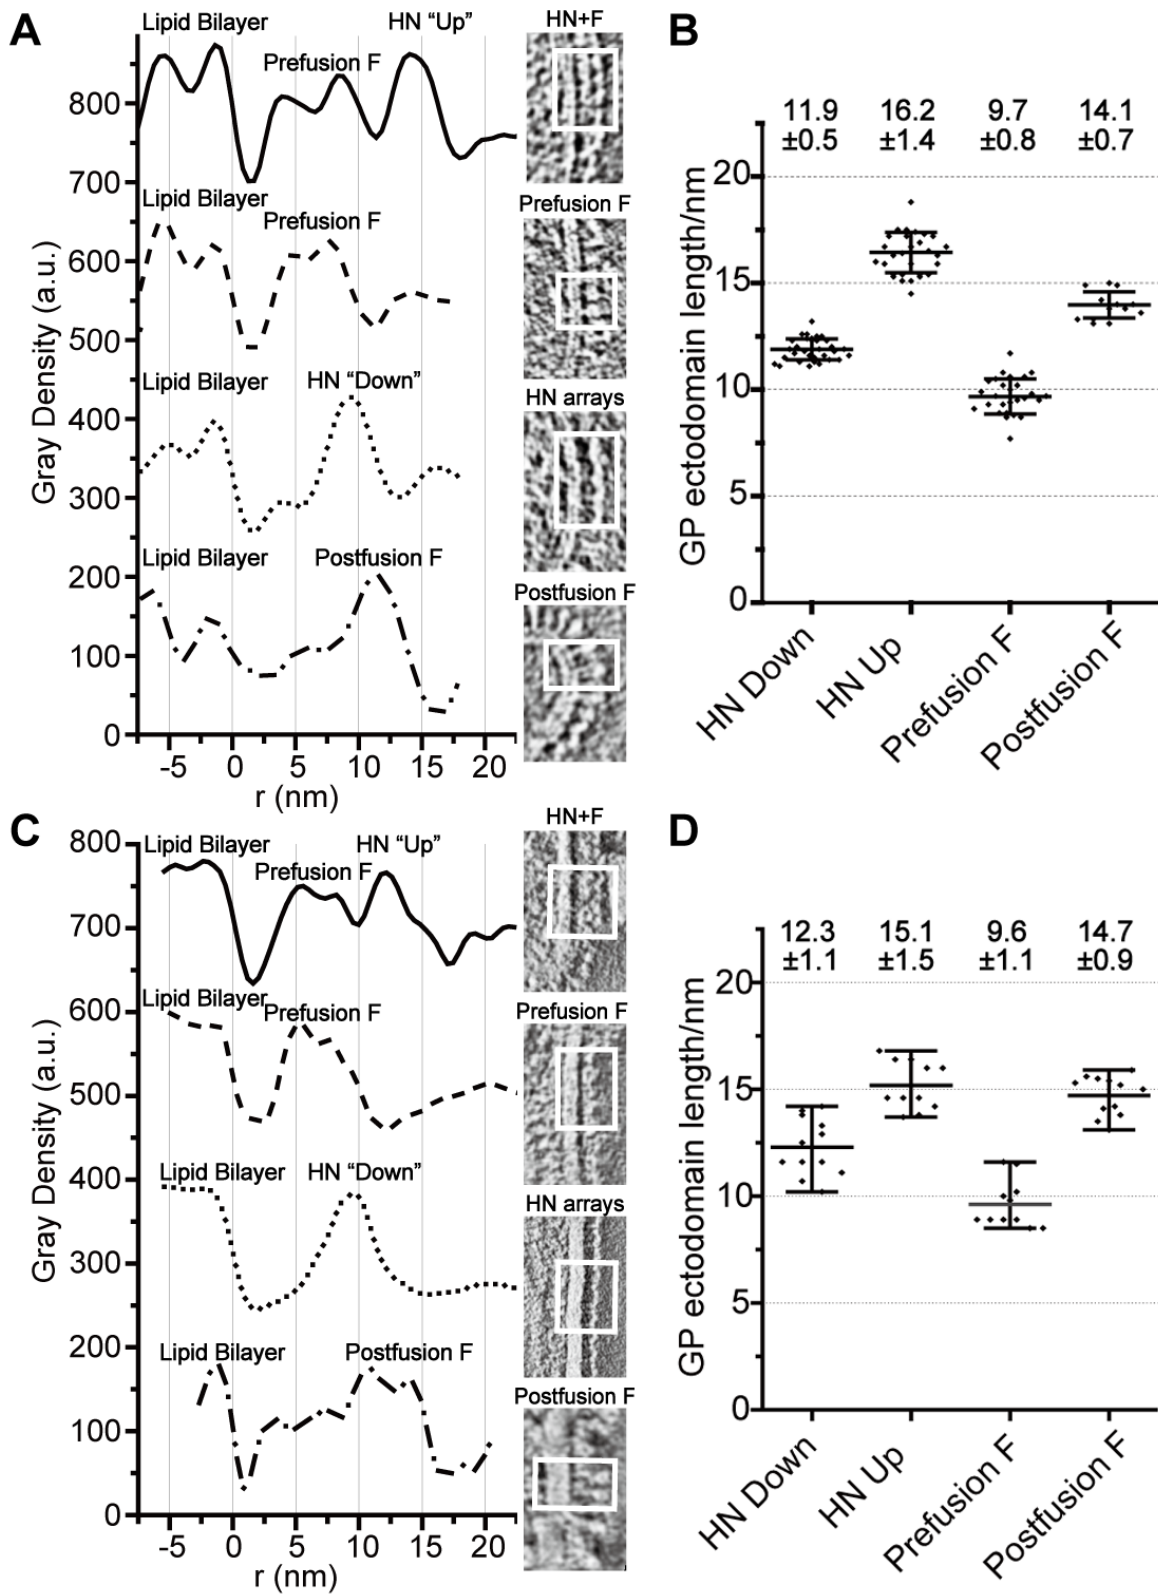 A
Lipid Bilayer
HN “Up”
Prefusion F
HN+F
800
700
Lipid Bilayer
Prefusion F
Prefusion F
600
500
Lipid Bilayer
HN “Down”
HN arrays
400
300
Lipid Bilayer
Postfusion F
Postfusion F
200
100
0
Gray Density (a.u.)
-5 0 5 10 15 20
r (nm)
B
11.9 16.2 9.7 14.1
±0.5 ±1.4 ±0.8 ±0.7
20
15
10
5
0
GP ectodomain length/nm
HN Down
HN Up
Prefusion F
Postfusion F
C
800
Lipid Bilayer
HN “Up”
Prefusion F
HN+F
700
600
Lipid Bilayer
Prefusion F
Prefusion F
500
400
Lipid Bilayer
HN “Down”
HN arrays
300
200
Lipid Bilayer
Postfusion F
Postfusion F
100
0
Gray Density (a.u.)
-5 0 5 10 15 20
r (nm)
D
12.3 15.1 9.6 14.7
±1.1 ±1.5 ±1.1 ±0.9
20
15
10
5
0
GP ectodomain length/nm
HN Down
HN Up
Prefusion F
Postfusion F